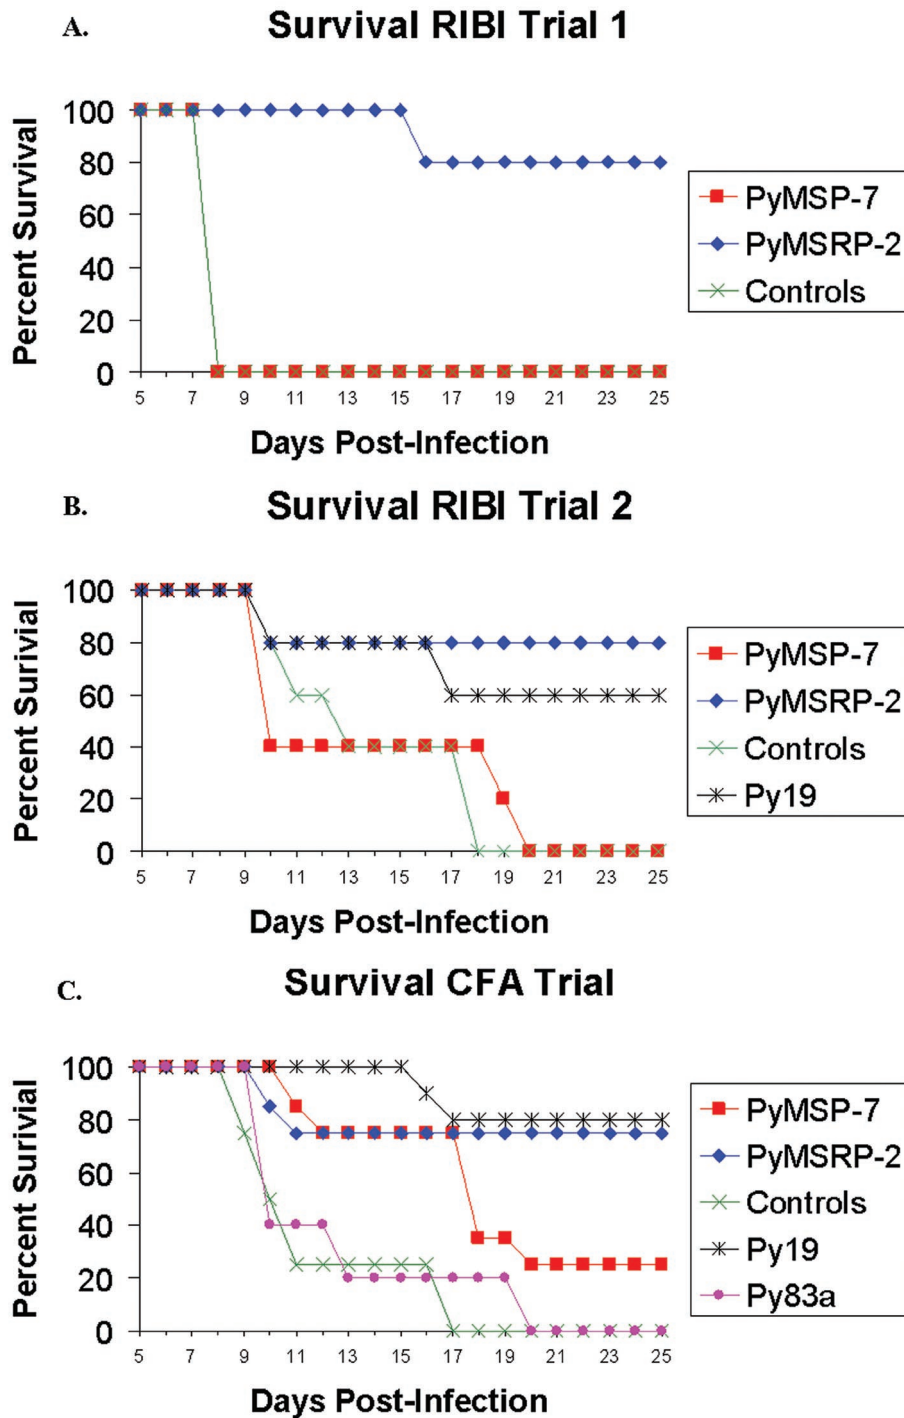 A.
Survival RIBI Trial 1
Percent Survival
100
80
60
40
20
0
5 7 9 11 13 15 17 19 21 23 25
Days Post-Infection
PyMSP-7
PyMSRP-2
Controls
B.
Survival RIBI Trial 2
Percent Survivial
100
80
60
40
20
0
5 7 9 11 13 15 17 19 21 23 25
Days Post-Infection
PyMSP-7
PyMSRP-2
Controls
Py19
C.
Survival CFA Trial
Percent Survival
100
80
60
40
20
0
5 7 9 11 13 15 17 19 21 23 25
Days Post-Infection
PyMSP-7
PyMSRP-2
Controls
Py19
Py83a